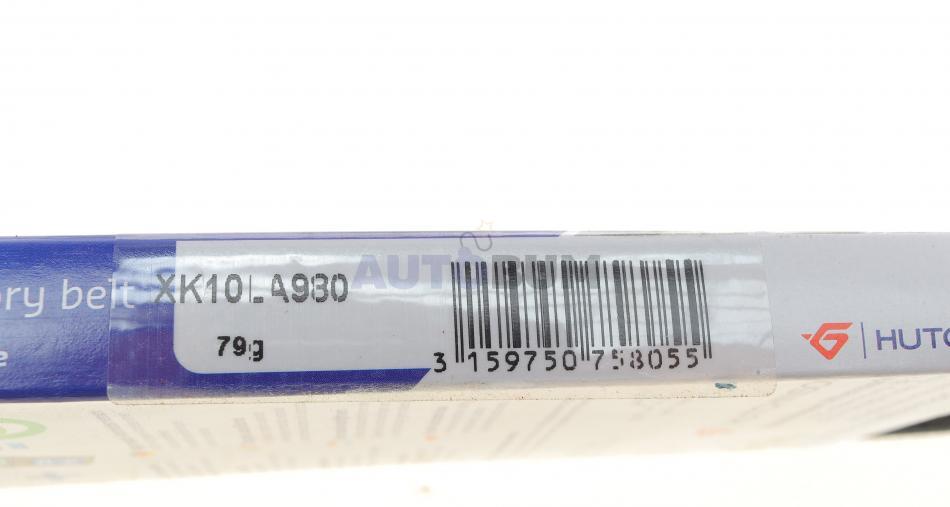 ory belt
XK10LA980
79g
3 159750 758055
AUTODUM
HUTC